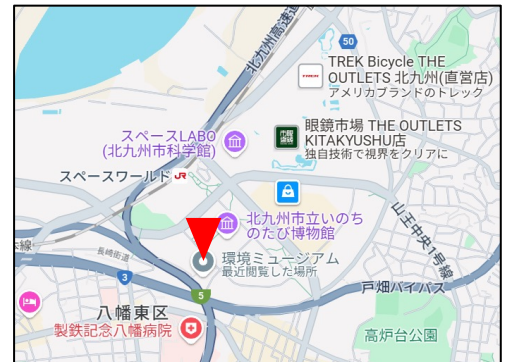 北九州高速道
50
TREK Bicycle THE
OUTLETS 北九州(直営店)
アメリカブランドのトレック
眼鏡市場 THE OUTLETS
KITAKYUSHU店
独自技術で視界をクリアに
スペースLABO
(北九州市科学館)
スペースワールド
JR
北九州市立いのち
のたび博物館
山王中央1号線
環境ミュージアム
最近閲覧した場所
本線
長崎街道
3
5
戸畑バイパス
八幡東区
製鉄記念八幡病院
高炉台公園